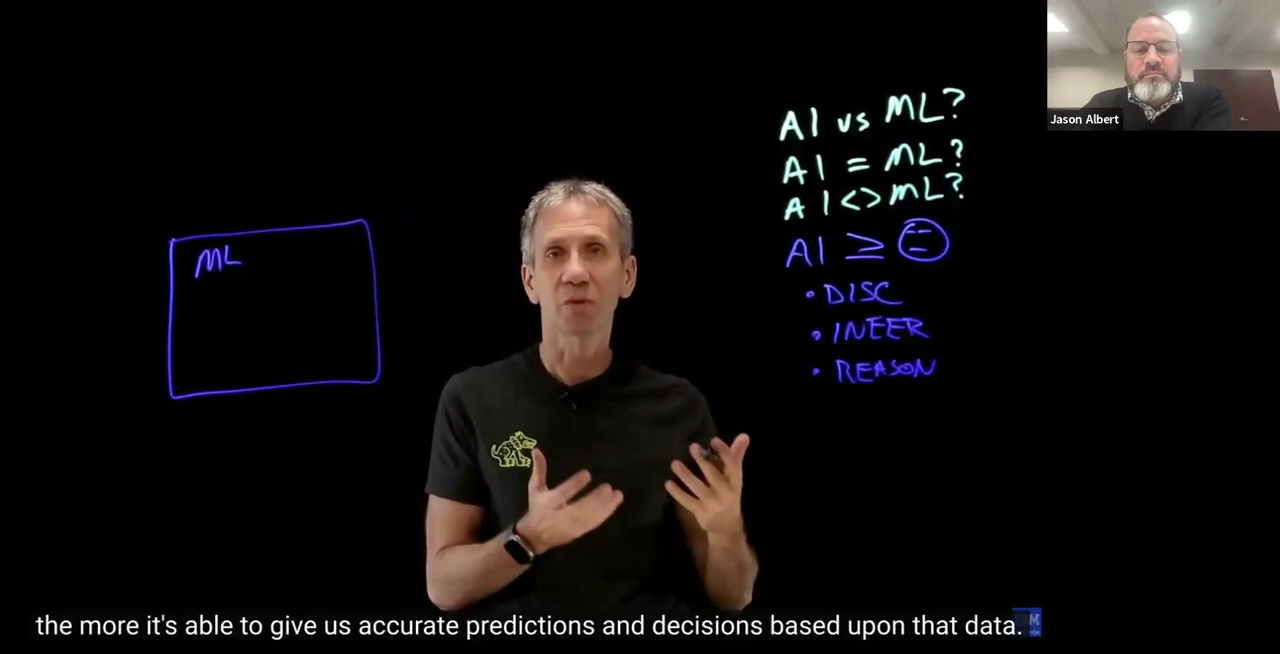 AI vs ML?
AI = ML?
AI <> ML?
AI ≥
• DISC
• INFER
• REASON
ML
Jason Albert
the more it's able to give us accurate predictions and decisions based upon that data.